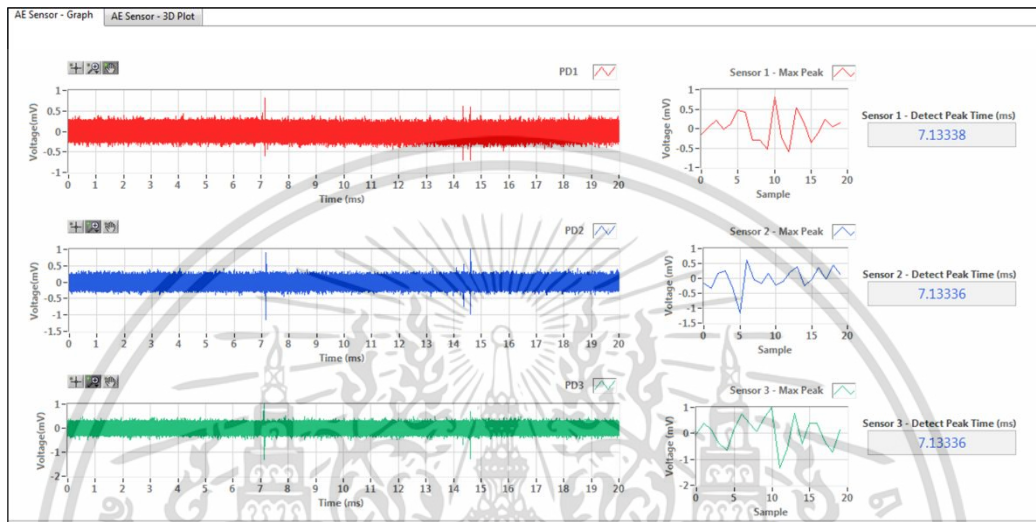 AE Sensor - Graph
AE Sensor - 3D Plot
PD1
Voltage(mV)
1
0.5
0
-0.5
-1
0 1 2 3 4 5 6 7 8 9 10 11 12 13 14 15 16 17 18 19 20
Time (ms)
Sensor 1 - Max Peak
Voltage (mV)
1
0.5
0
-0.5
-1
0 5 10 15 20
Sample
Sensor 1 - Detect Peak Time (ms)
7.13338
PD2
Voltage(mV)
1
0.5
0
-0.5
-1
-1.5
0 1 2 3 4 5 6 7 8 9 10 11 12 13 14 15 16 17 18 19 20
Time (ms)
Sensor 2 - Max Peak
Voltage (mV)
1
0.5
0
-0.5
-1
-1.5
0 5 10 15 20
Sample
Sensor 2 - Detect Peak Time (ms)
7.13336
PD3
Voltage(mV)
1
0
-1
-2
0 1 2 3 4 5 6 7 8 9 10 11 12 13 14 15 16 17 18 19 20
Time (ms)
Sensor 3 - Max Peak
Voltage (mV)
1
0
-1
-2
0 5 10 15 20
Sample
Sensor 3 - Detect Peak Time (ms)
7.13336